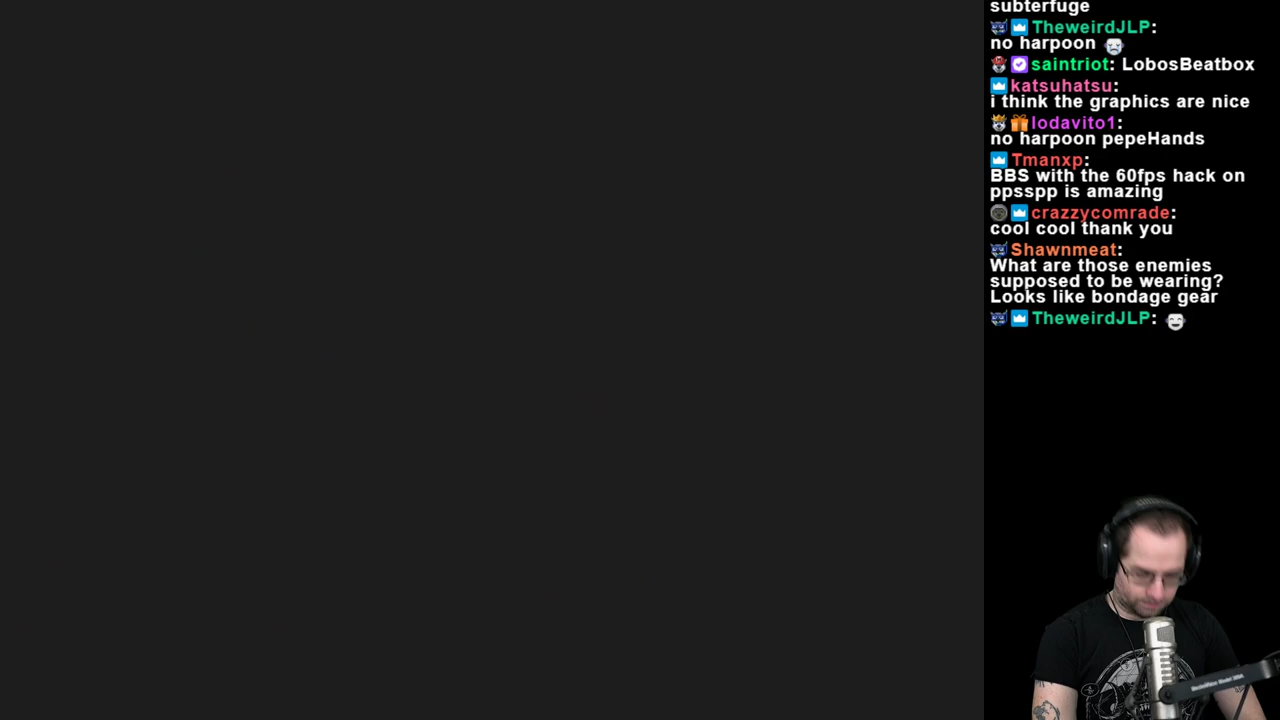 subterfuge
TheweirdJLP:
no harpoon
saintriot: LobosBeatbox
katsuhatsu:
i think the graphics are nice
lodavito1:
no harpoon pepeHands
Tmanxp:
BBS with the 60fps hack on
ppsspp is amazing
crazzycomrade:
cool cool thank you
Shawnmeat:
What are those enemies
supposed to be wearing?
Looks like bondage gear
TheweirdJLP: